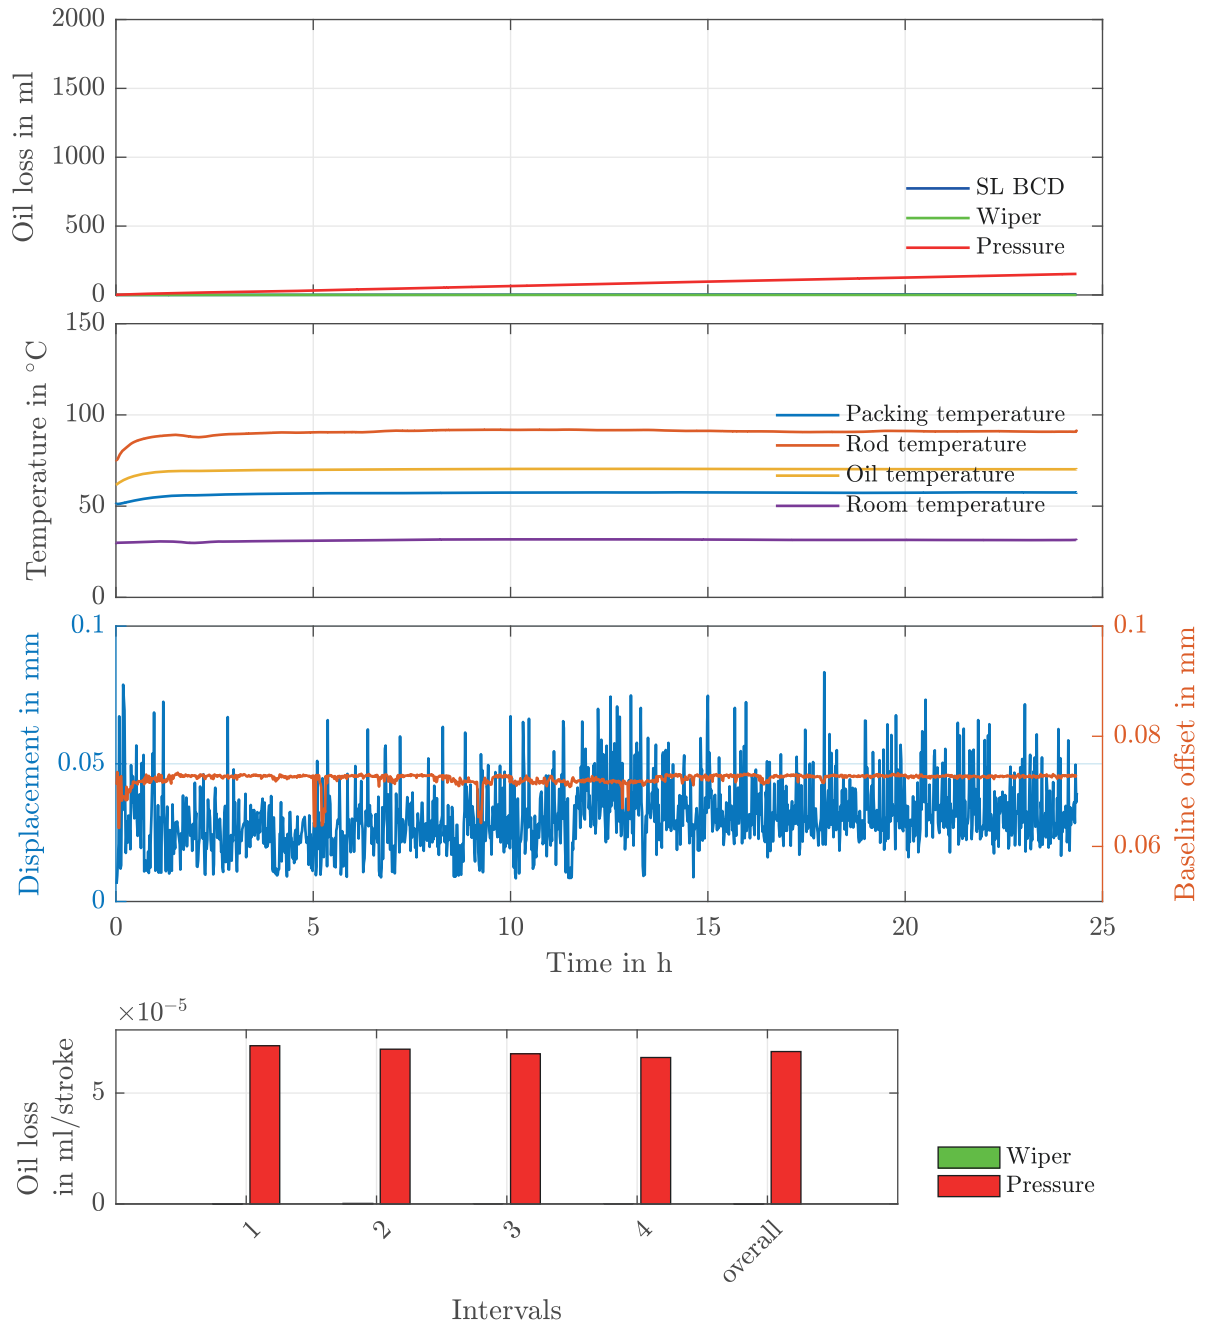 2000
1500
1000
500
0
Oil loss in ml
SL BCD
Wiper
Pressure
150
100
50
0
Temperature in °C
Packing temperature
Rod temperature
Oil temperature
Room temperature
0.1
0.05
0
Displacement in mm
0.1
0.08
0.06
Baseline offset in mm
0 5 10 15 20 25
Time in h
×10⁻⁵
5
0
Oil loss
in ml/stroke
1 2 3 4 overall
Intervals
Wiper
Pressure